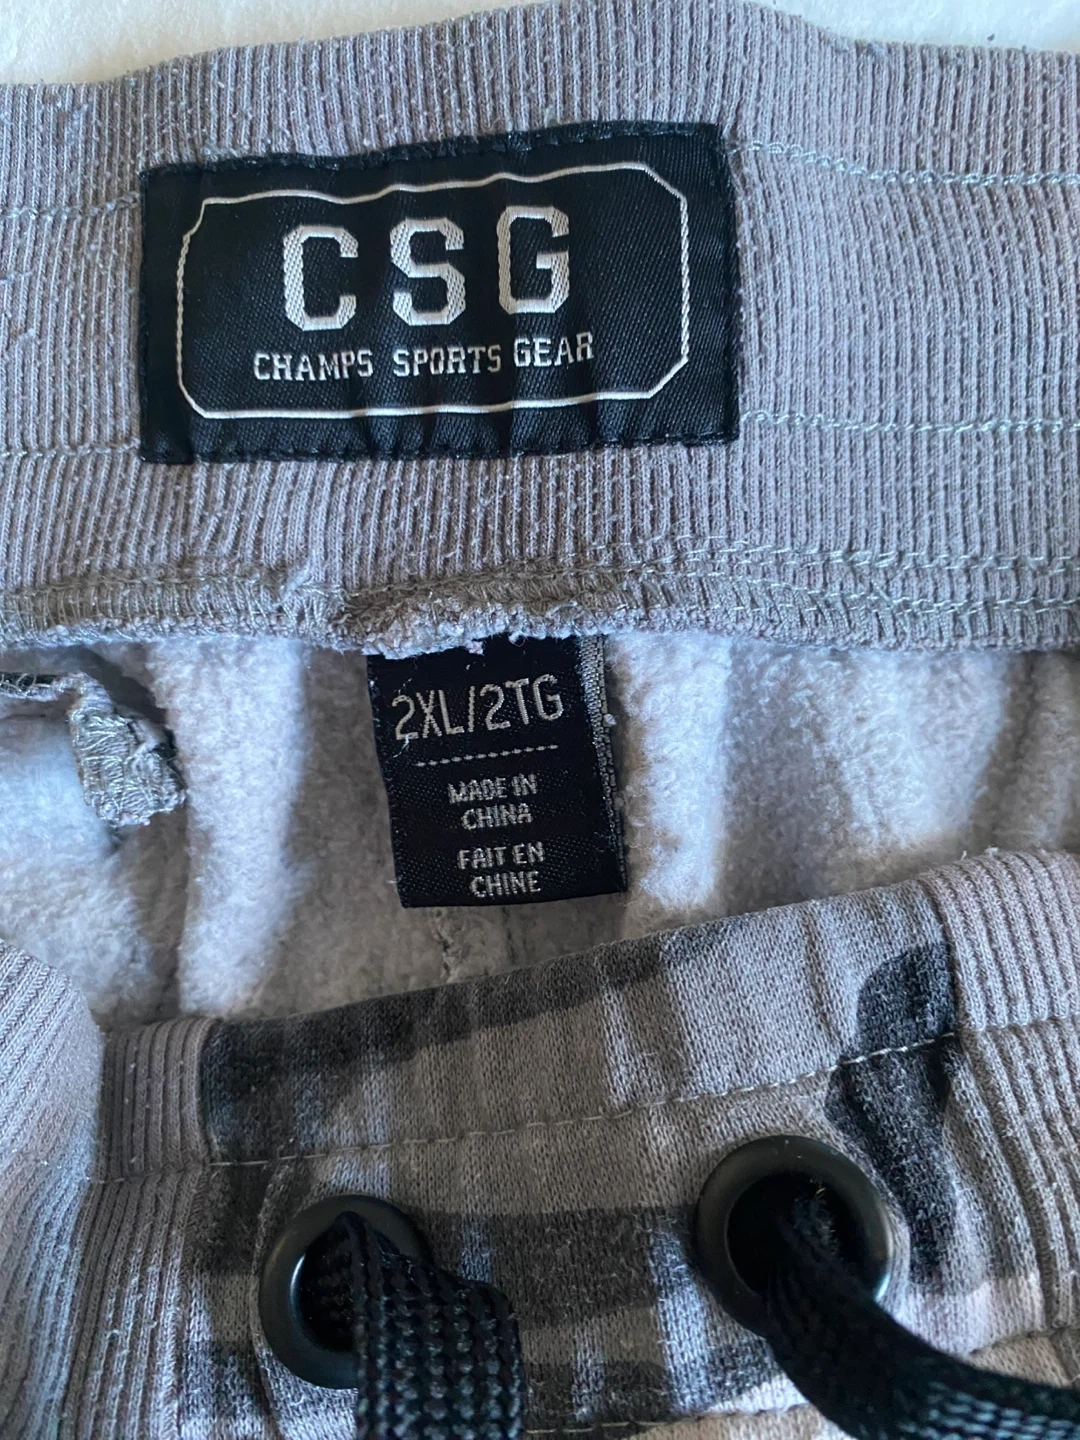 CSG
CHAMPS SPORTS GEAR
2XL/2TG
MADE IN
CHINA
FAIT EN
CHINE